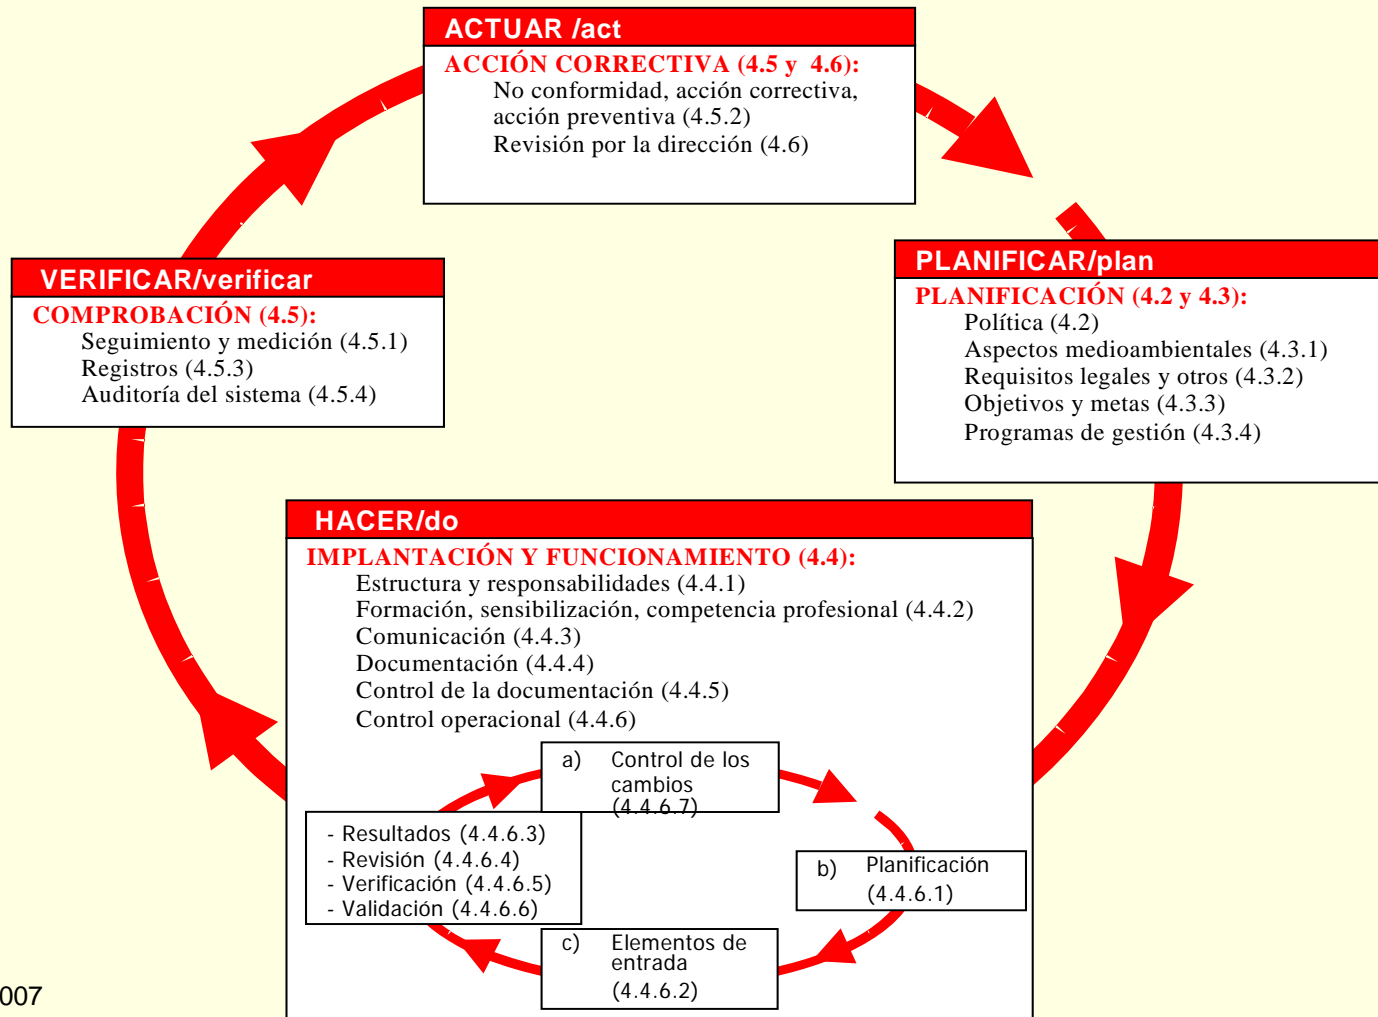 ACTUAR /act
ACCIÓN CORRECTIVA (4.5 y 4.6):
No conformidad, acción correctiva,
acción preventiva (4.5.2)
Revisión por la dirección (4.6)
VERIFICAR/verificar
COMPROBACIÓN (4.5):
Seguimiento y medición (4.5.1)
Registros (4.5.3)
Auditoría del sistema (4.5.4)
PLANIFICAR/plan
PLANIFICACIÓN (4.2 y 4.3):
Política (4.2)
Aspectos medioambientales (4.3.1)
Requisitos legales y otros (4.3.2)
Objetivos y metas (4.3.3)
Programas de gestión (4.3.4)
HACER/do
IMPLANTACIÓN Y FUNCIONAMIENTO (4.4):
Estructura y responsabilidades (4.4.1)
Formación, sensibilización, competencia profesional (4.4.2)
Comunicación (4.4.3)
Documentación (4.4.4)
Control de la documentación (4.4.5)
Control operacional (4.4.6)
a) Control de los
cambios
(4.4.6.7)
- Resultados (4.4.6.3)
- Revisión (4.4.6.4)
- Verificación (4.4.6.5)
- Validación (4.4.6.6)
b) Planificación
(4.4.6.1)
c) Elementos de
entrada
(4.4.6.2)
007